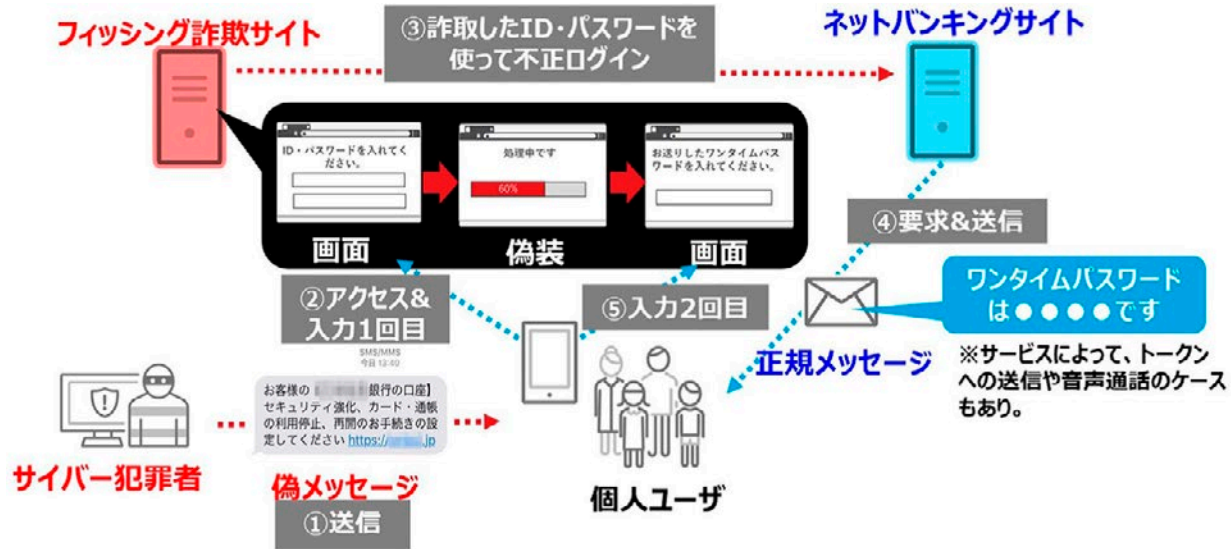 フィッシング詐欺サイト
③詐取したID・パスワードを
使って不正ログイン
ネットバンキングサイト
ID・パスワードを入れてく
ださい。
処理中です
60%
お送りしたワンタイムパス
ワードを入れてください。
画面
偽装
画面
④要求&送信
②アクセス&
入力1回目
⑤入力2回目
ワンタイムパスワード
は●●●●です
正規メッセージ
※サービスによって、トークン
への送信や音声通話のケース
もあり。
SMS/MMS
今日 13:40
お客様の 銀行の口座】
セキュリティ強化、カード・通帳
の利用停止、再開のお手続きの設
定してください https:// .jp
サイバー犯罪者
偽メッセージ
①送信
個人ユーザ